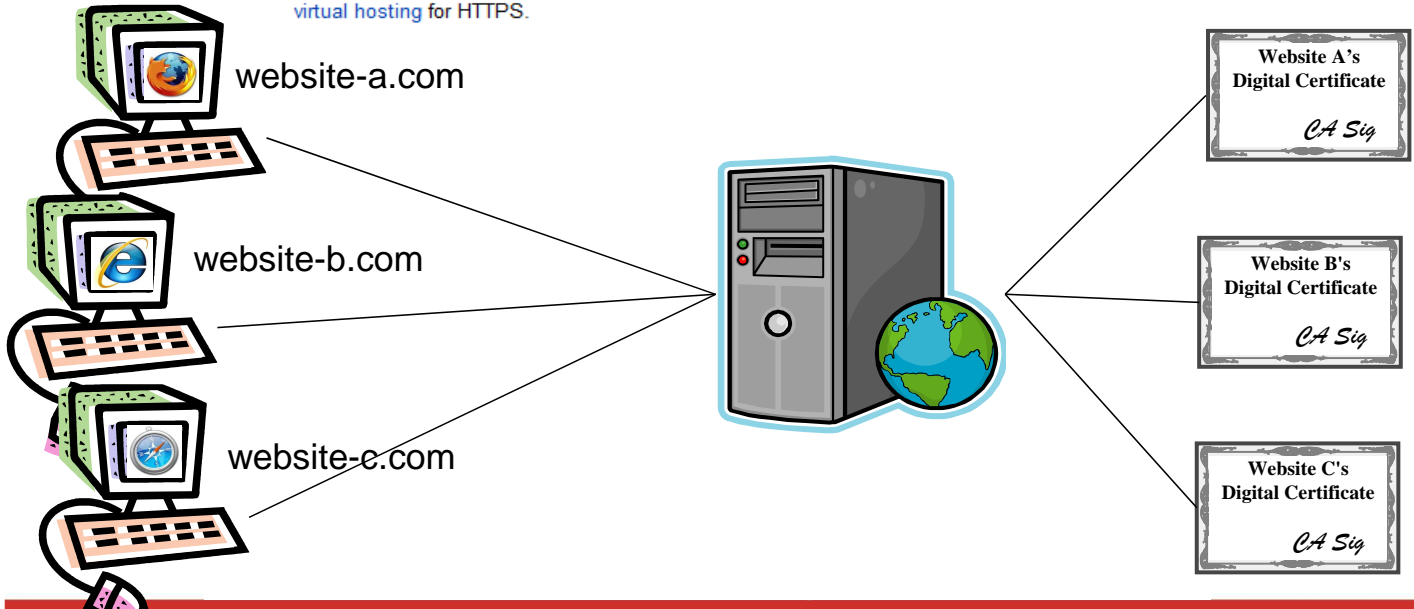 virtual hosting for HTTPS.
website-a.com
website-b.com
website-c.com
Website A's
Digital Certificate
CA Sig
Website B's
Digital Certificate
CA Sig
Website C's
Digital Certificate
CA Sig